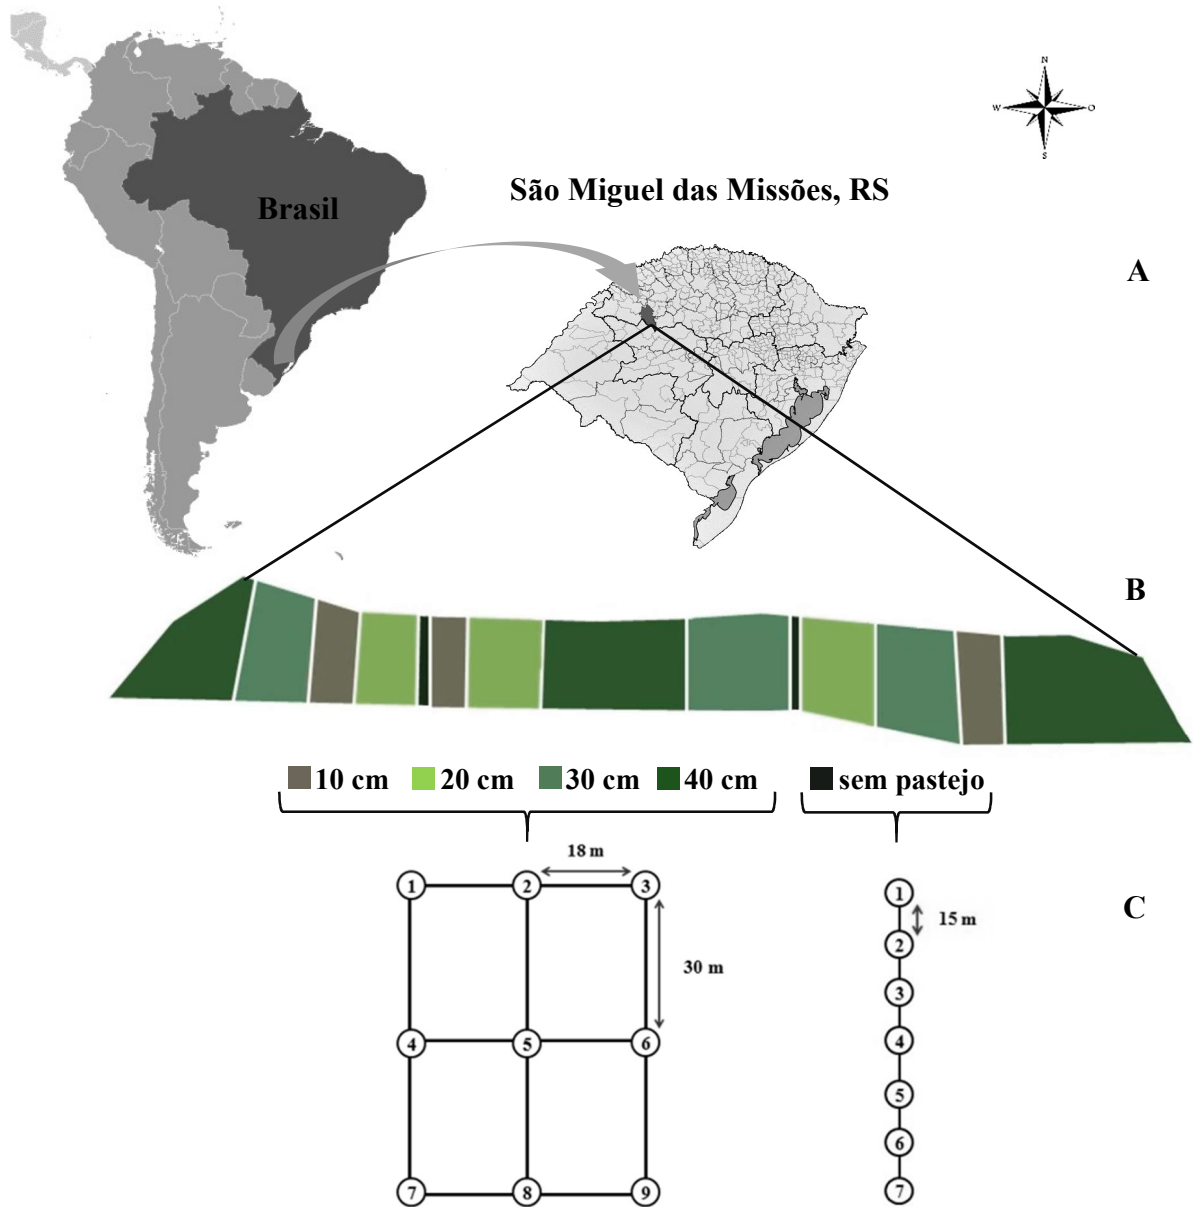 N
W O
S
São Miguel das Missões, RS
Brasil
A
B
10 cm 20 cm 30 cm 40 cm sem pastejo
18 m
1 2 3
30 m
4 5 6
7 8 9
C
1
15 m
2
3
4
5
6
7